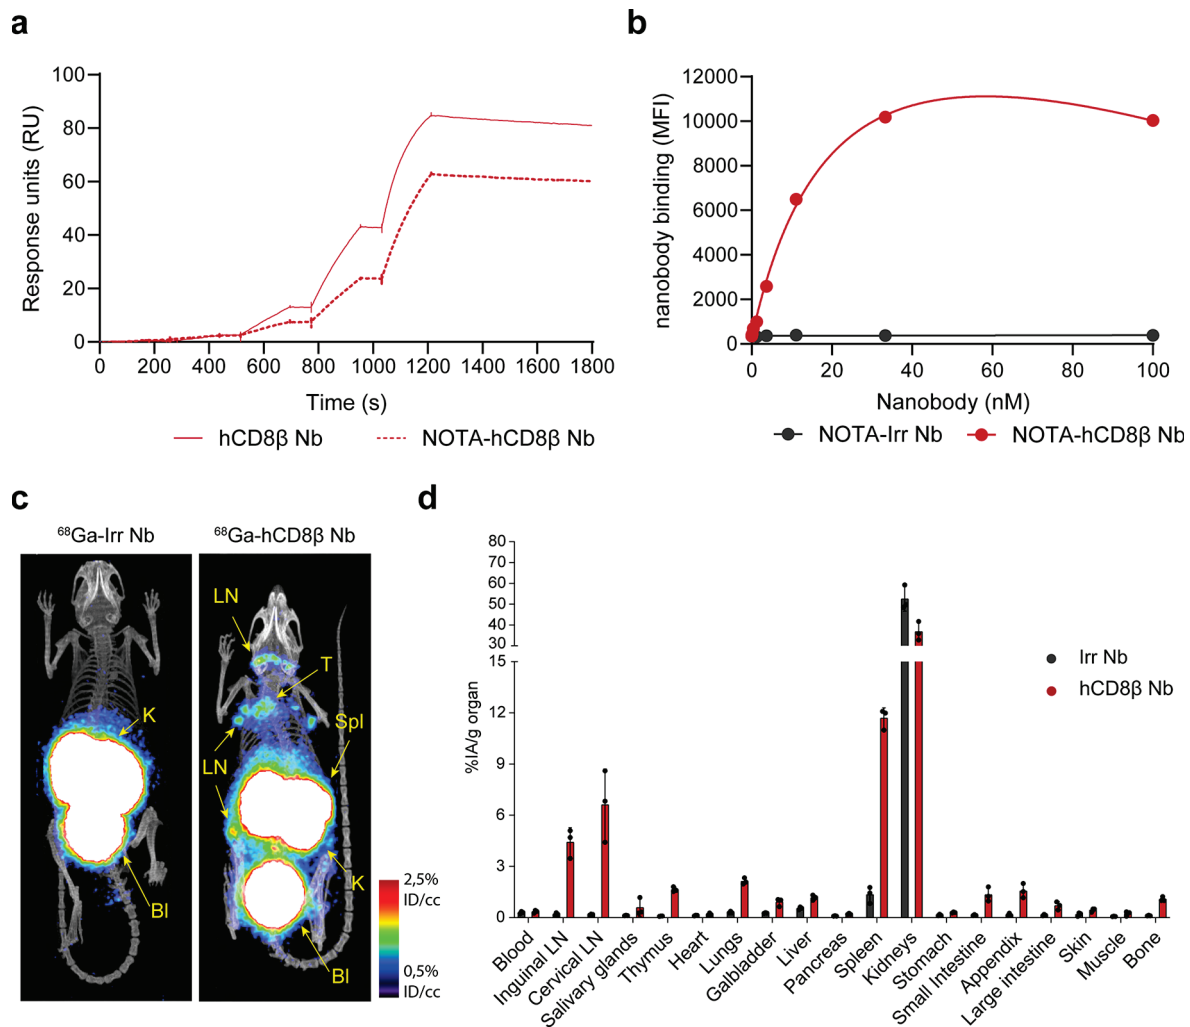 a
Response units (RU)
100
80
60
40
20
0
0 200 400 600 800 1000 1200 1400 1600 1800
Time (s)
hCD8β Nb NOTA-hCD8β Nb
b
nanobody binding (MFI)
12000
10000
8000
6000
4000
2000
0
0 20 40 60 80 100
Nanobody (nM)
NOTA-Irr Nb NOTA-hCD8β Nb
c
⁶⁸Ga-Irr Nb ⁶⁸Ga-hCD8β Nb
LN
T
K
Spl
LN
K
Bl
Bl
2,5%
ID/cc
0,5%
ID/cc
d
%IA/g organ
80
70
60
50
40
30
15
12
9
6
3
0
Irr Nb
hCD8β Nb
Blood
Inguinal LN
Cervical LN
Salivary glands
Thymus
Heart
Lungs
Galbladder
Liver
Pancreas
Spleen
Kidneys
Stomach
Small Intestine
Appendix
Large intestine
Skin
Muscle
Bone